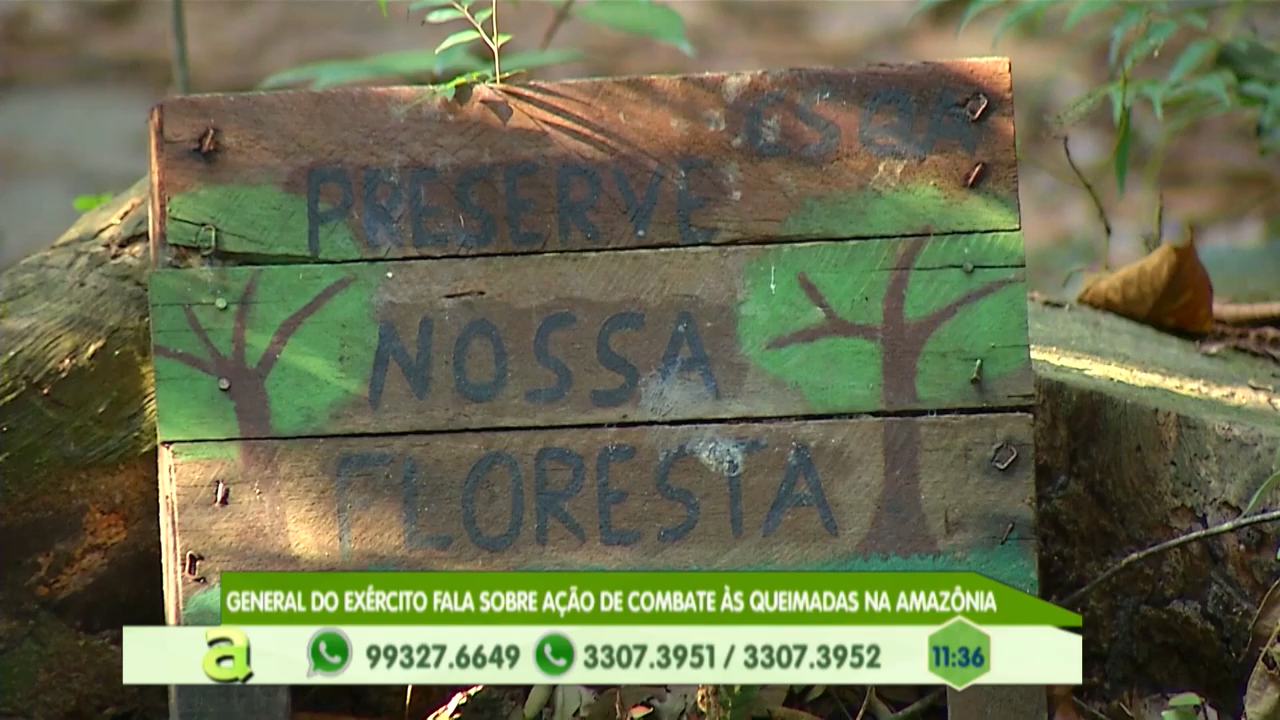 CSQA
PRESERVE
NOSSA
FLORESTA
GENERAL DO EXÉRCITO FALA SOBRE AÇÃO DE COMBATE ÀS QUEIMADAS NA AMAZÔNIA
a 99327.6649 3307.3951 / 3307.3952 11:36